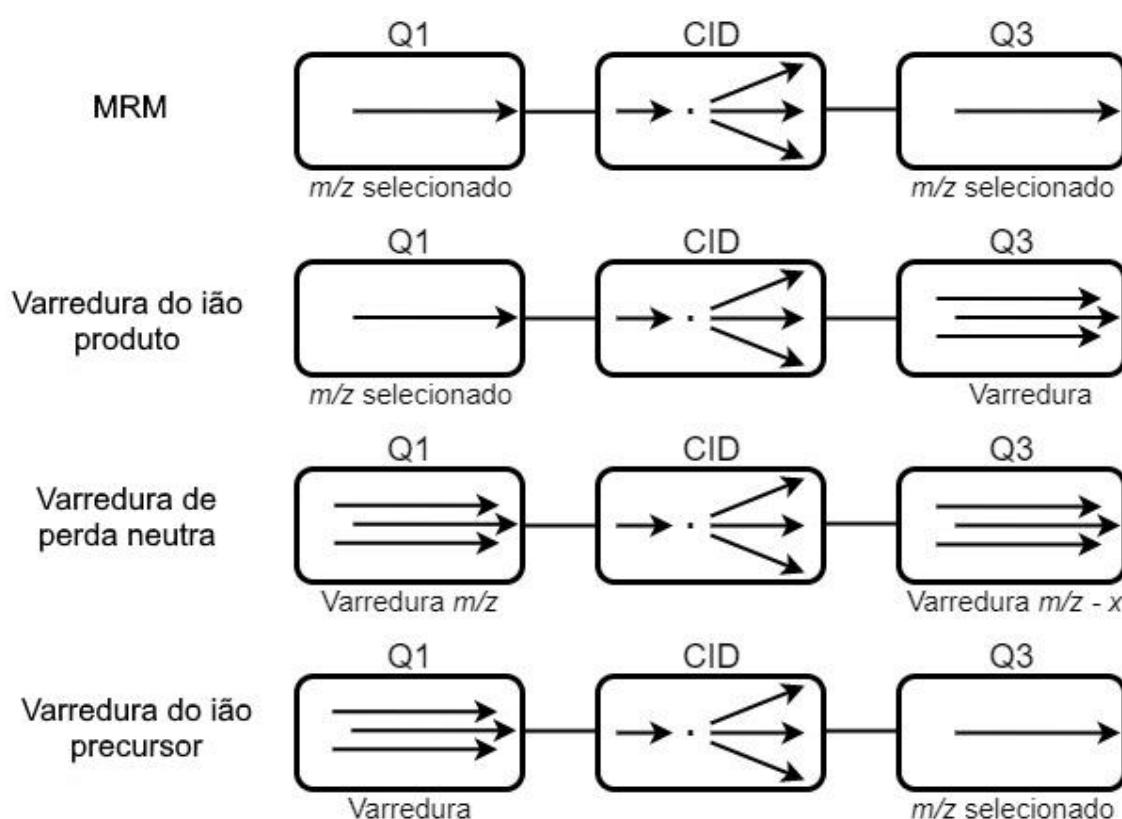 Q1 CID Q3
MRM
m/z selecionado m/z selecionado
Q1 CID Q3
Varredura do ião
produto
m/z selecionado Varredura
Q1 CID Q3
Varredura de
perda neutra
Varredura m/z Varredura m/z - x
Q1 CID Q3
Varredura do ião
precursor
Varredura m/z selecionado